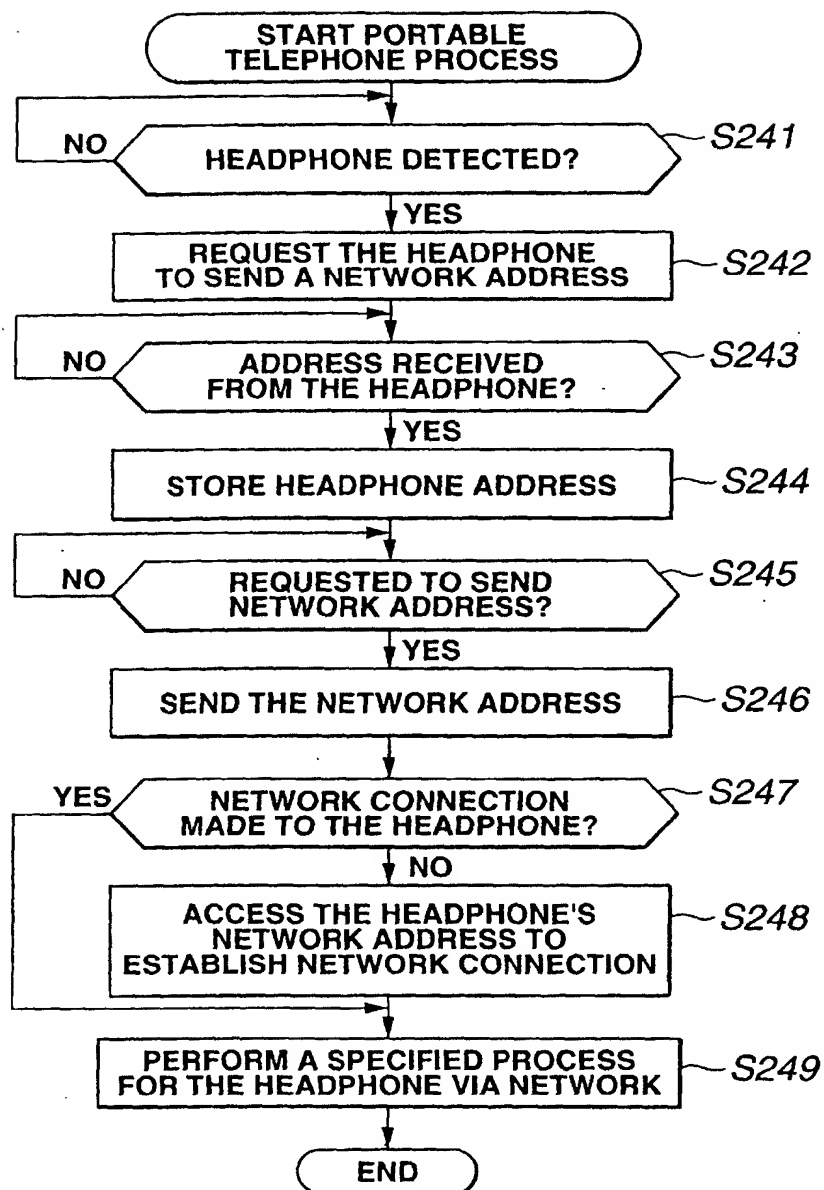 START PORTABLE
TELEPHONE PROCESS
NO
HEADPHONE DETECTED?
S241
YES
REQUEST THE HEADPHONE
TO SEND A NETWORK ADDRESS
S242
NO
ADDRESS RECEIVED
FROM THE HEADPHONE?
S243
YES
STORE HEADPHONE ADDRESS
S244
NO
REQUESTED TO SEND
NETWORK ADDRESS?
S245
YES
SEND THE NETWORK ADDRESS
S246
YES
NETWORK CONNECTION
MADE TO THE HEADPHONE?
S247
NO
ACCESS THE HEADPHONE'S
NETWORK ADDRESS TO
ESTABLISH NETWORK CONNECTION
S248
PERFORM A SPECIFIED PROCESS
FOR THE HEADPHONE VIA NETWORK
S249
END